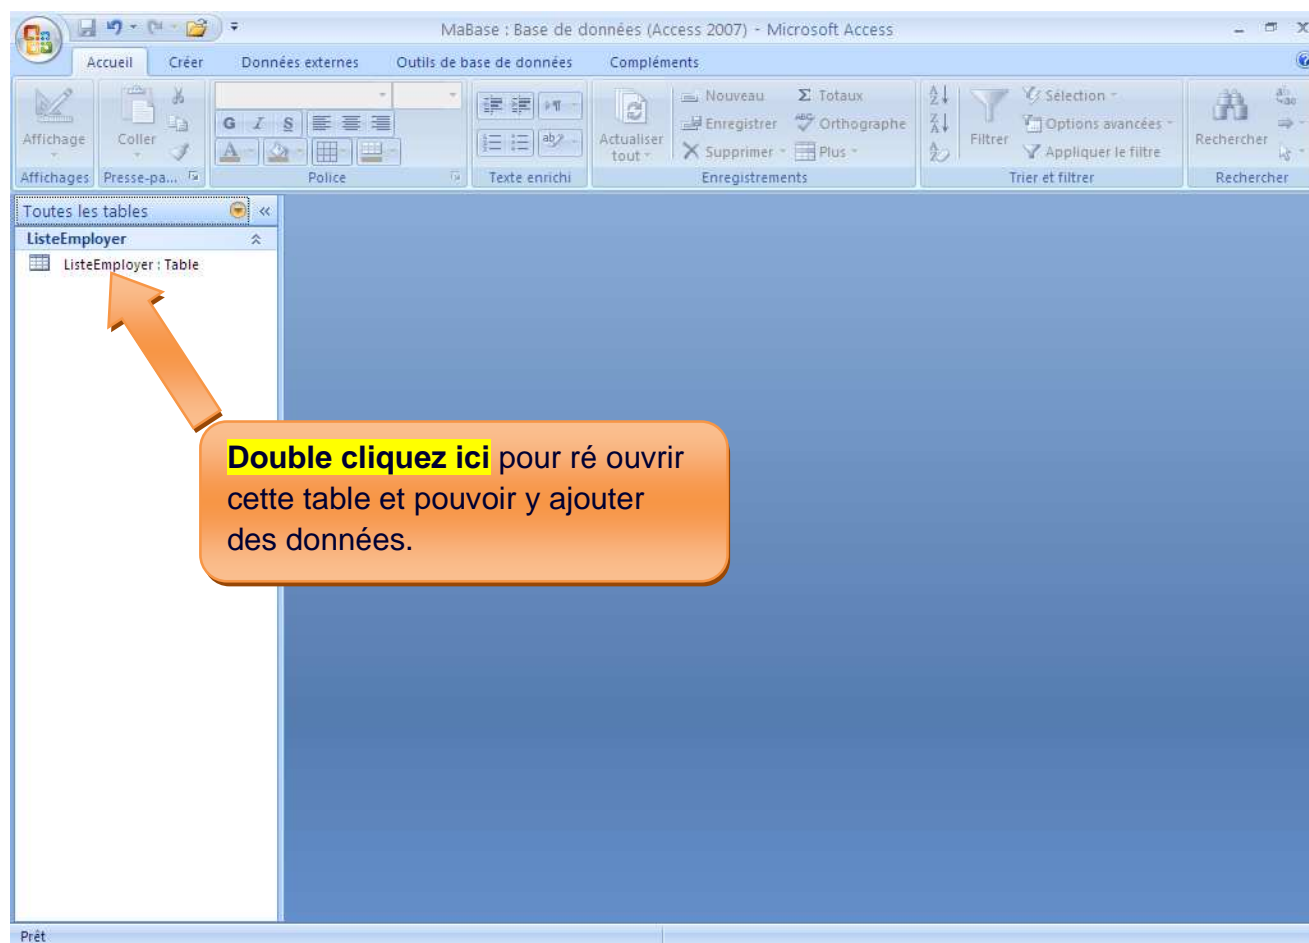 MaBase : Base de données (Access 2007) - Microsoft Access
Accueil Créer Données externes Outils de base de données Compléments
Affichage
Coller
G I S
A
ab
Actualiser
tout
Nouveau
Enregistrer
Supprimer
Σ Totaux
Orthographe
Plus
Filtrer
Sélection
Options avancées
Appliquer le filtre
Rechercher
Affichages Presse-pa... Police Texte enrichi Enregistrements Trier et filtrer Rechercher
Toutes les tables
ListeEmployer
ListeEmployer : Table
Double cliquez ici pour ré ouvrir
cette table et pouvoir y ajouter
des données.
Prêt